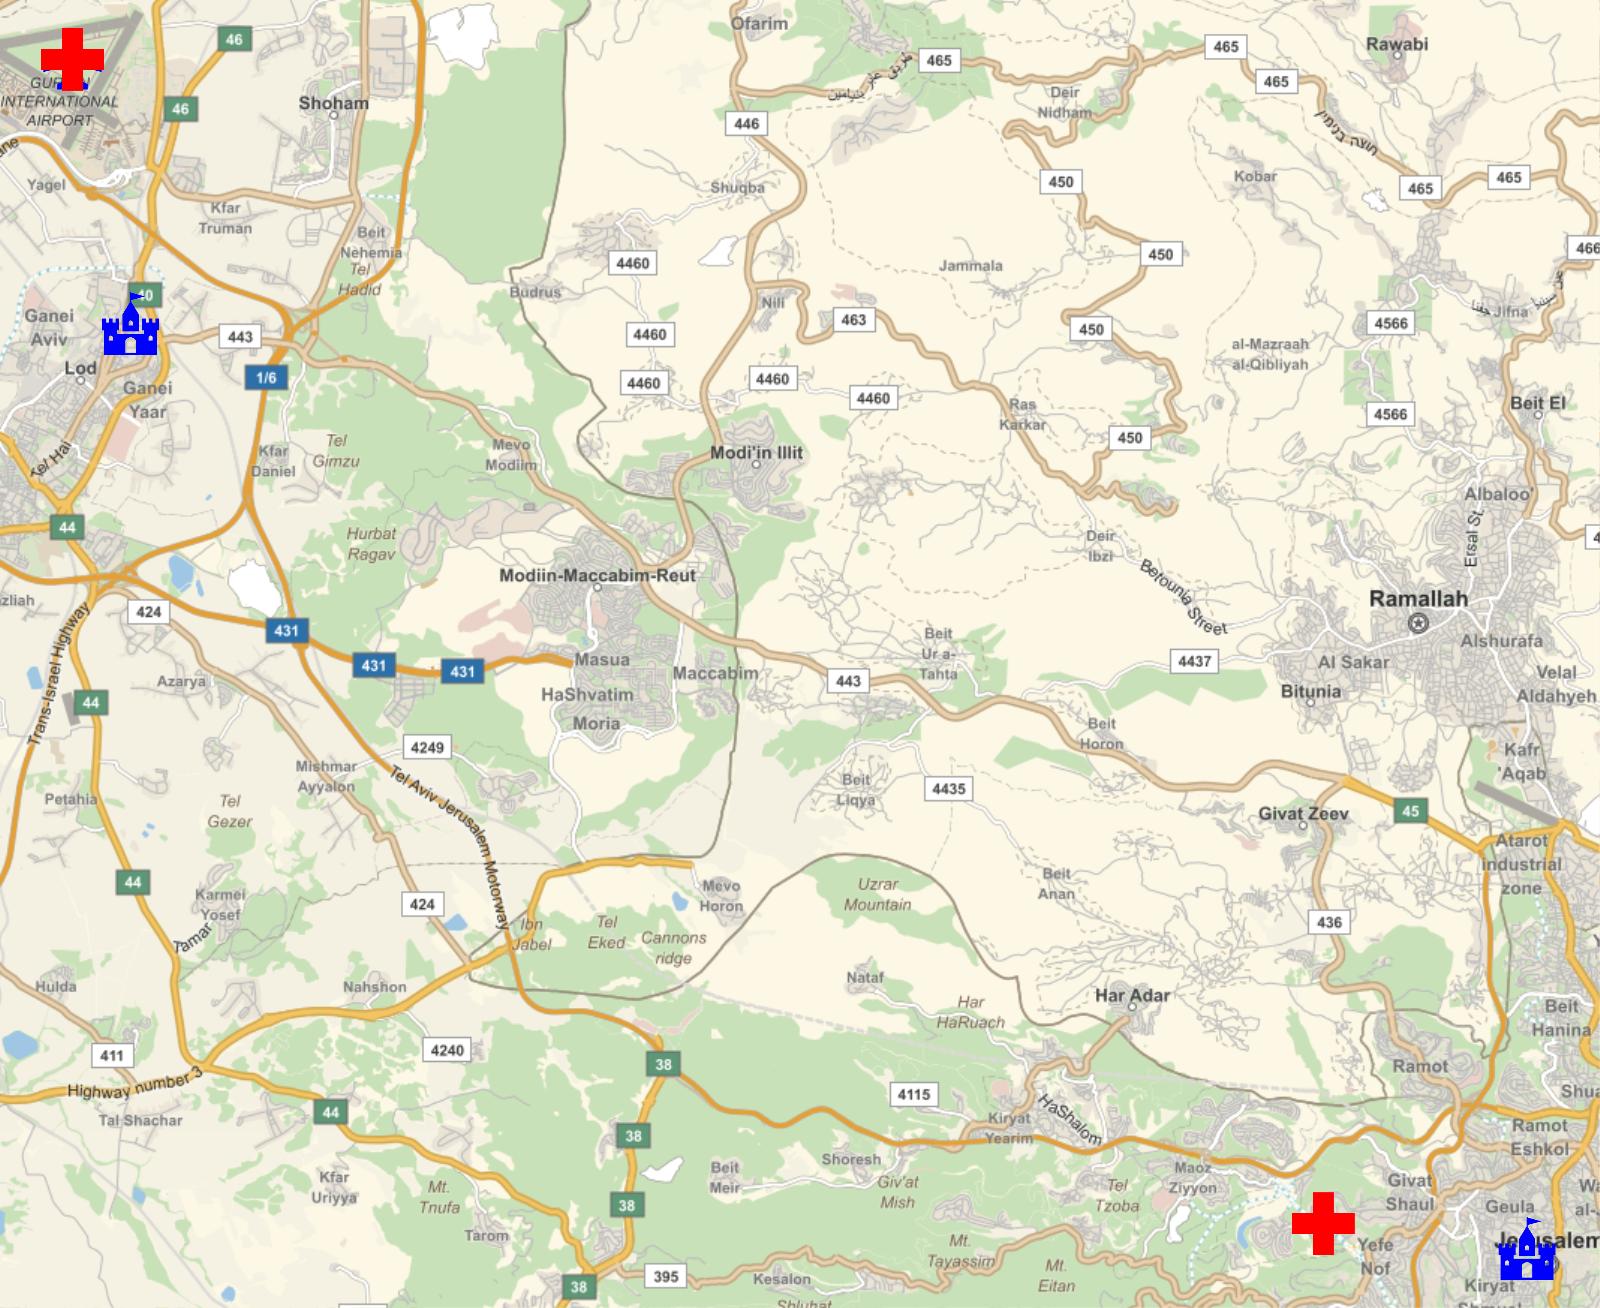 Ofarim
46
465
465
Rawabi
465
GURION
INTERNATIONAL
AIRPORT
Shoham
46
طريق عابر بنيامين
Deir
Nidham
חוצה בנימין
446
Yagel
Shuqba
450
Kobar
465
465
Kfar
Truman
Beit
Nehemia
Tel
Hadid
4460
Jammala
450
466
Budrus
40
Nili
463
450
4566
Jifna
جفنا
Ganei
Aviv
443
4460
al-Mazraah
al-Qibliyah
Lod
Ganei
Yaar
1/6
4460
4460
4460
Ras
Karkar
4566
Beit El
Tel Hai
Kfar
Daniel
Tel
Gimzu
Mevo
Modiim
Modi'in Illit
450
Albaloo'
Ersal St.
44
Hurbat
Ragav
Deir
Ibzi
Betounia Street
Modiin-Maccabim-Reut
Ramallah
424
431
Alshurafa
Trans-Israel Highway
431
431
Masua
Maccabim
Beit
Ur a-
Tahta
443
4437
Al Sakar
Velal
Aldahyeh
Azarya
44
HaShvatim
Moria
Bitunia
4249
Beit
Horon
Kafr
'Aqab
Mishmar
Ayyalon
Tel Aviv Jerusalem Motorway
Petahia
Tel
Gezer
Beit
Liqya
4435
Givat Zeev
45
Atarot
industrial
zone
44
Karmei
Yosef
Yamar
424
Mevo
Horon
Uzrar
Mountain
Beit
Anan
436
Ibn
Jabel
Tel
Eked
Cannons
ridge
Hulda
Nahshon
Nataf
Har
HaRuach
Har Adar
Beit
Hanina
411
4240
38
Ramot
Highway number 3
4115
HaShalom
Shua
Tal Shachar
44
38
Kiryat
Yearim
Ramot
Eshkol
Kfar
Uriyya
Mt.
Tnufa
Beit
Meir
Shoresh
Giv'at
Mish
Tel
Tzoba
Maoz
Ziyyon
Givat
Shaul
Geula
38
Tarom
Mt.
Tayassim
Mt.
Eitan
Yefe
Nof
Jerusalem
38
395
Kesalon
Shluhat
Kiryat